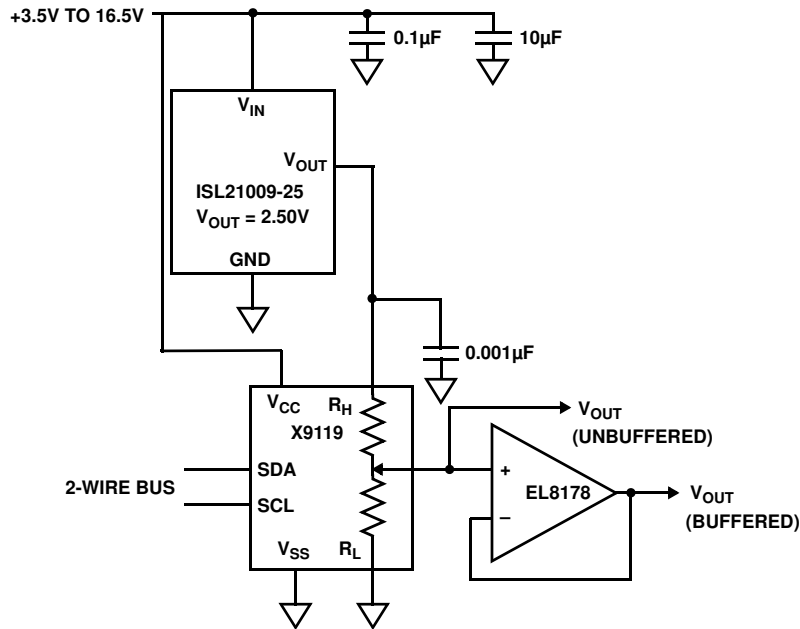 +3.5V TO 16.5V
0.1µF
10µF
VIN
VOUT
ISL21009-25
VOUT = 2.50V
GND
0.001µF
VCC
RH
X9119
VOUT
(UNBUFFERED)
2-WIRE BUS
SDA
SCL
+
EL8178
−
VOUT
(BUFFERED)
VSS
RL